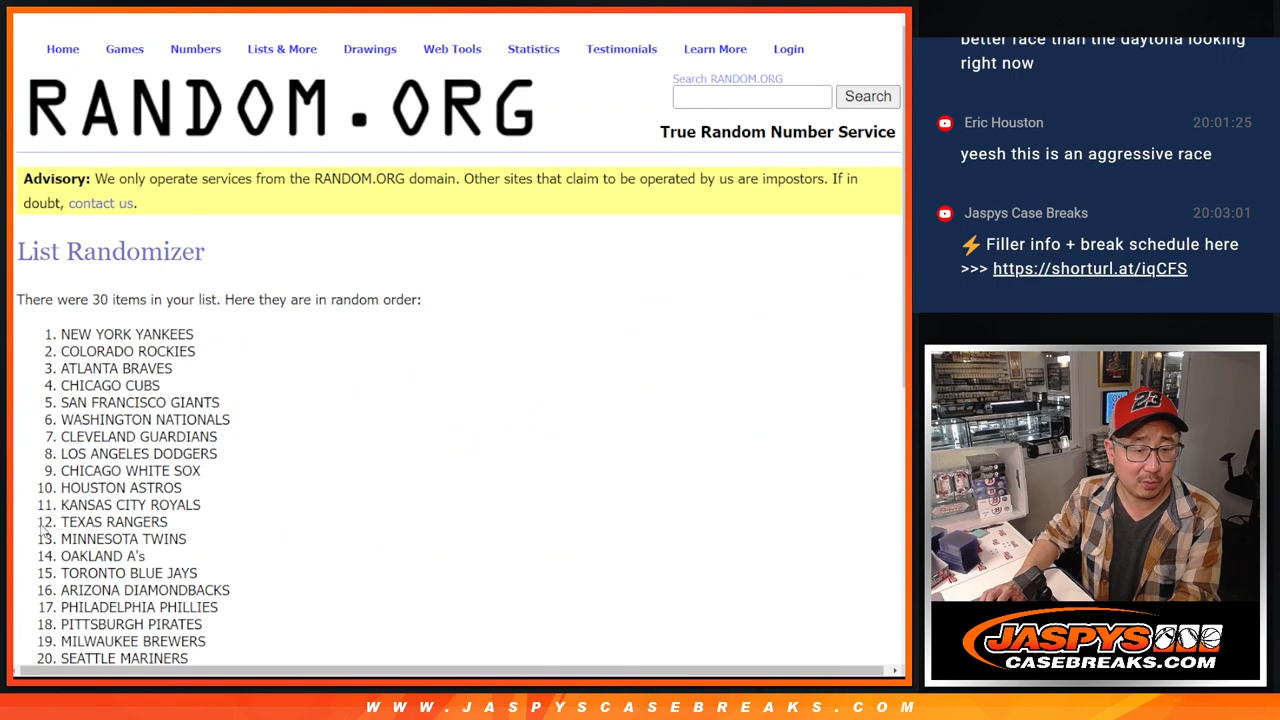 Home Games Numbers Lists & More Drawings Web Tools Statistics Testimonials Learn More Login
RANDOM.ORG
Search RANDOM.ORG
Search
True Random Number Service
Advisory: We only operate services from the RANDOM.ORG domain. Other sites that claim to be operated by us are impostors. If in
doubt, contact us.
List Randomizer
There were 30 items in your list. Here they are in random order:
1. NEW YORK YANKEES
2. COLORADO ROCKIES
3. ATLANTA BRAVES
4. CHICAGO CUBS
5. SAN FRANCISCO GIANTS
6. WASHINGTON NATIONALS
7. CLEVELAND GUARDIANS
8. LOS ANGELES DODGERS
9. CHICAGO WHITE SOX
10. HOUSTON ASTROS
11. KANSAS CITY ROYALS
12. TEXAS RANGERS
13. MINNESOTA TWINS
14. OAKLAND A's
15. TORONTO BLUE JAYS
16. ARIZONA DIAMONDBACKS
17. PHILADELPHIA PHILLIES
18. PITTSBURGH PIRATES
19. MILWAUKEE BREWERS
20. SEATTLE MARINERS
better race than the daytona looking
right now
Eric Houston 20:01:25
yeesh this is an aggressive race
Jaspys Case Breaks 20:03:01
⚡ Filler info + break schedule here
>>> https://shorturl.at/iqCFS
23
JASPYS
CASEBREAKS.COM
WWW.JASPYSCASEBREAKS.COM